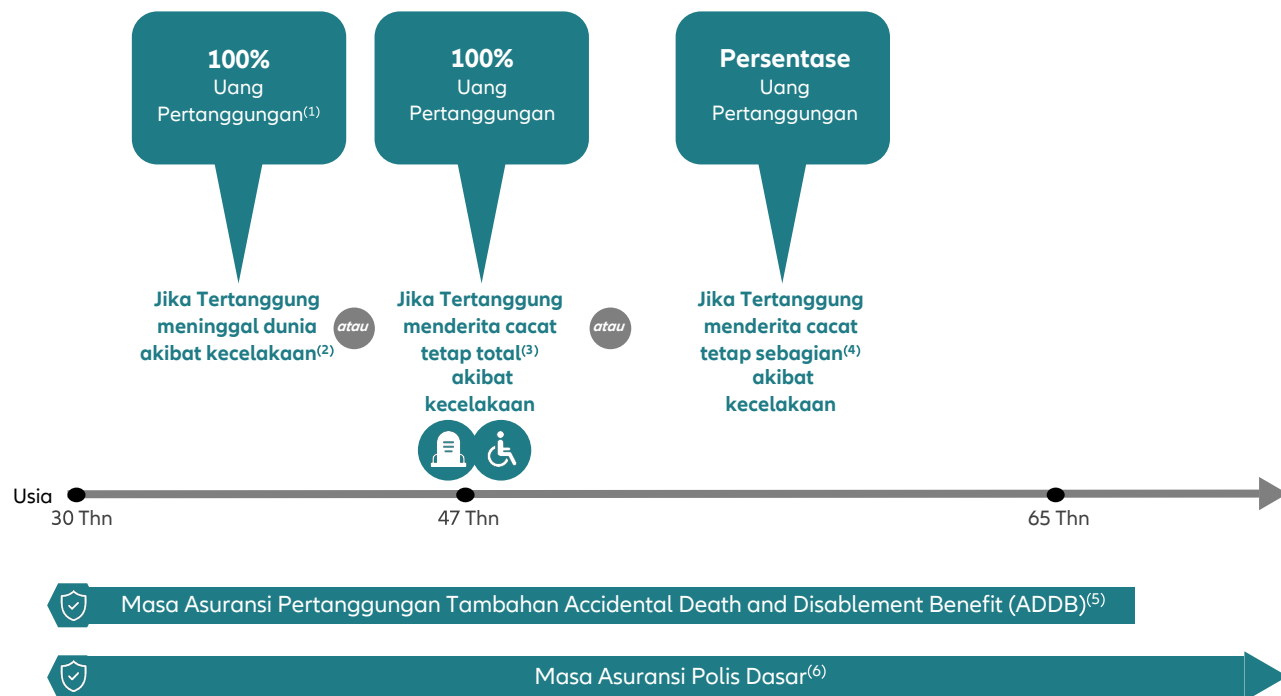 100%
Uang
Pertanggungan(1)
100%
Uang
Pertanggungan
Persentase
Uang
Pertanggungan
Jika Tertanggung
meninggal dunia
akibat kecelakaan(2)
atau
Jika Tertanggung
menderita cacat
tetap total(3)
akibat
kecelakaan
atau
Jika Tertanggung
menderita cacat
tetap sebagian(4)
akibat
kecelakaan
Usia
30 Thn
47 Thn
65 Thn
Masa Asuransi Pertanggungan Tambahan Accidental Death and Disablement Benefit (ADDB)(5)
Masa Asuransi Polis Dasar(6)